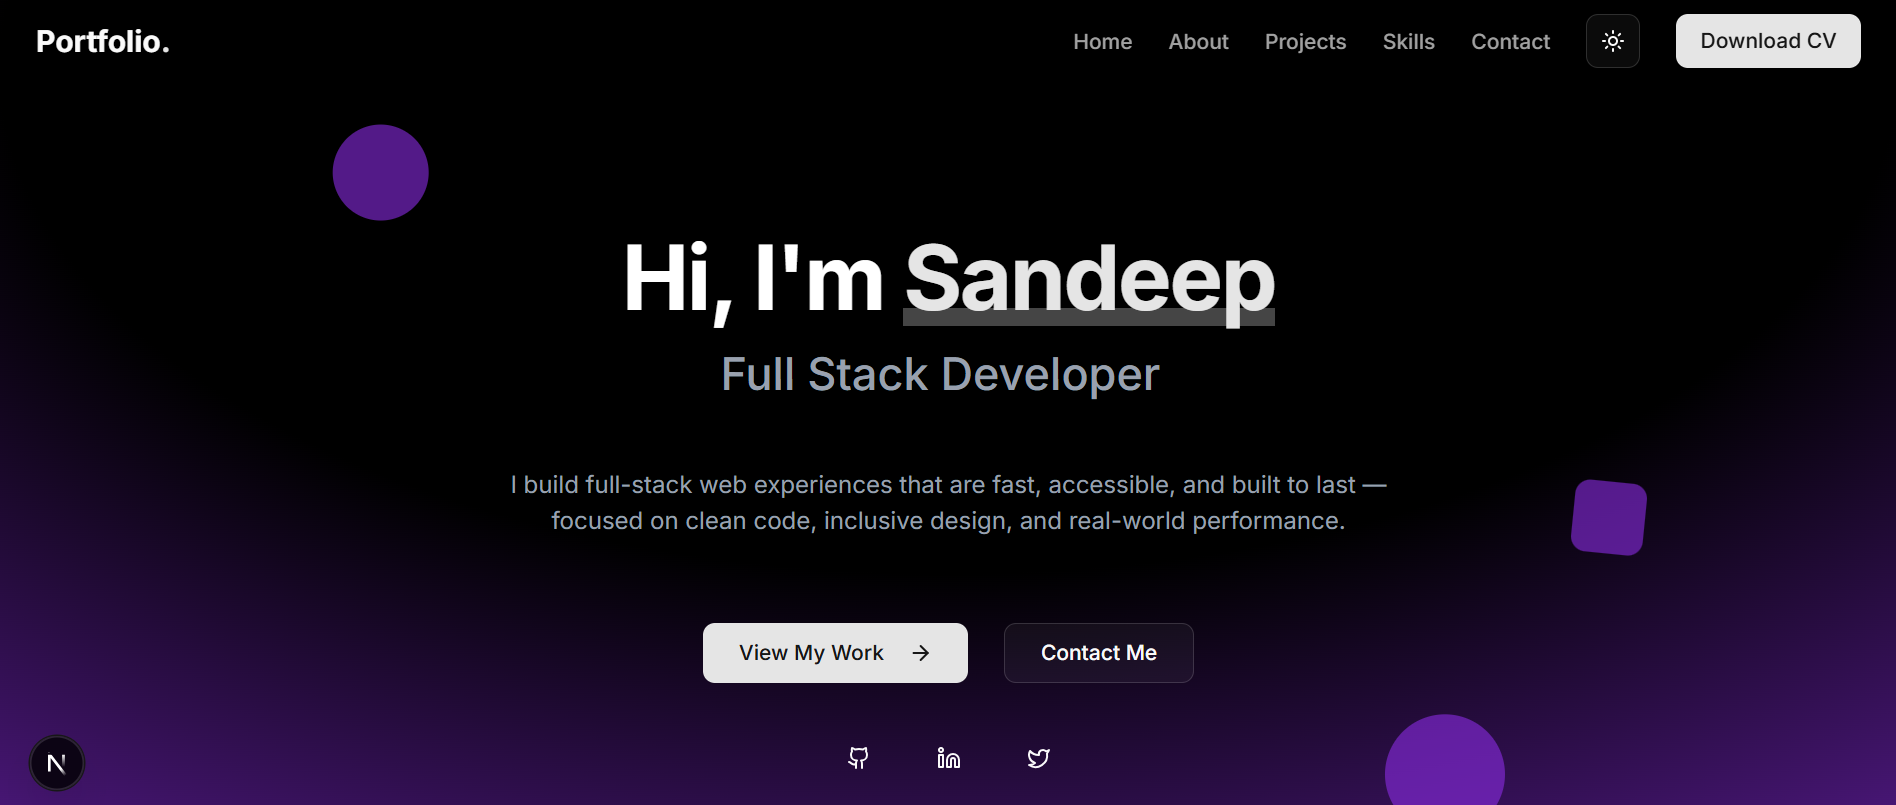 Portfolio.
Home
About
Projects
Skills
Contact
Download CV
Hi, I'm Sandeep
Full Stack Developer
I build full-stack web experiences that are fast, accessible, and built to last —
focused on clean code, inclusive design, and real-world performance.
View My Work
Contact Me
N